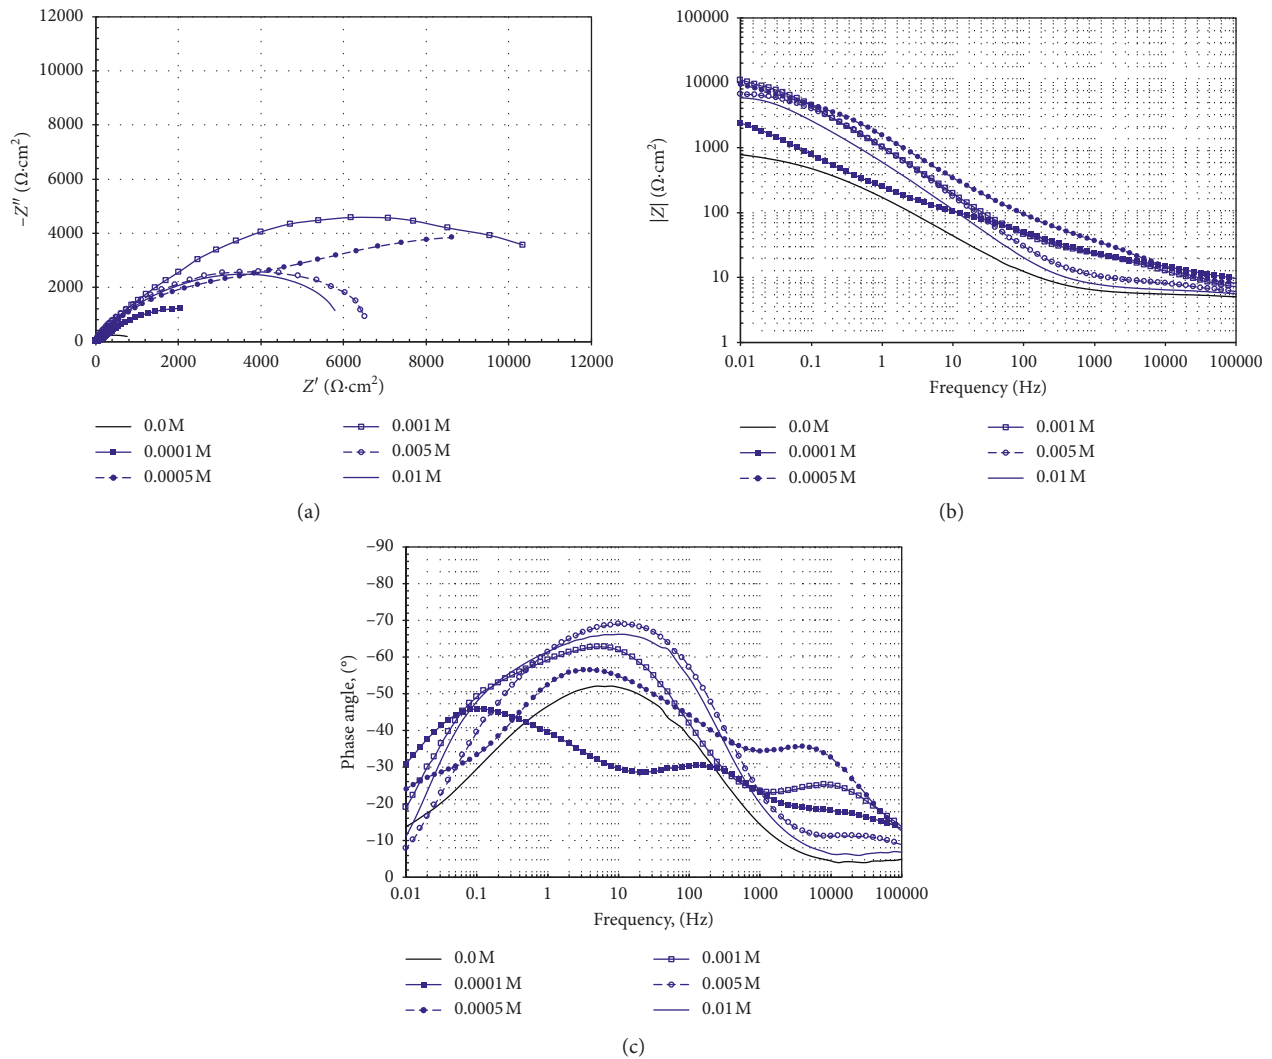 12000
10000
8000
6000
4000
2000
0
−Z″ (Ω·cm²)
0 2000 4000 6000 8000 10000 12000
Z′ (Ω·cm²)
0.0 M
0.0001 M
0.0005 M
0.001 M
0.005 M
0.01 M
(a)
100000
10000
1000
100
10
1
|Z| (Ω·cm²)
0.01 0.1 1 10 100 1000 10000 100000
Frequency (Hz)
0.0 M
0.0001 M
0.0005 M
0.001 M
0.005 M
0.01 M
(b)
−90
−80
−70
−60
−50
−40
−30
−20
−10
0
Phase angle, (°)
0.01 0.1 1 10 100 1000 10000 100000
Frequency, (Hz)
0.0 M
0.0001 M
0.0005 M
0.001 M
0.005 M
0.01 M
(c)